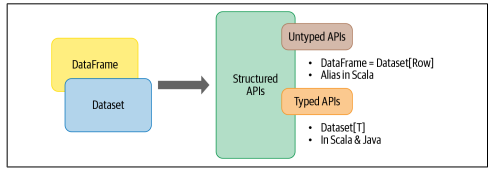 DataFrame
Dataset
Structured
APIs
Untyped APIs
• DataFrame = Dataset[Row]
• Alias in Scala
Typed APIs
• Dataset[T]
• In Scala & Java